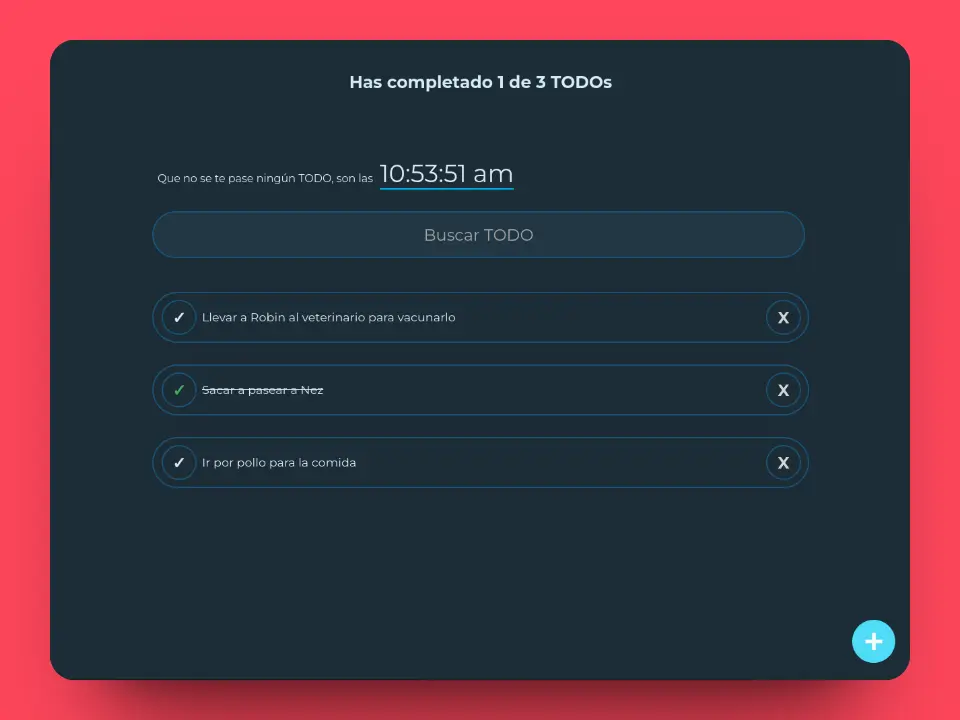 Has completado 1 de 3 TODOs
Que no se te pase ningún TODO, son las 10:53:51 am
Buscar TODO
✓ Llevar a Robin al veterinario para vacunarlo X
✓ Sacar a pasear a Nez X
✓ Ir por pollo para la comida X
+